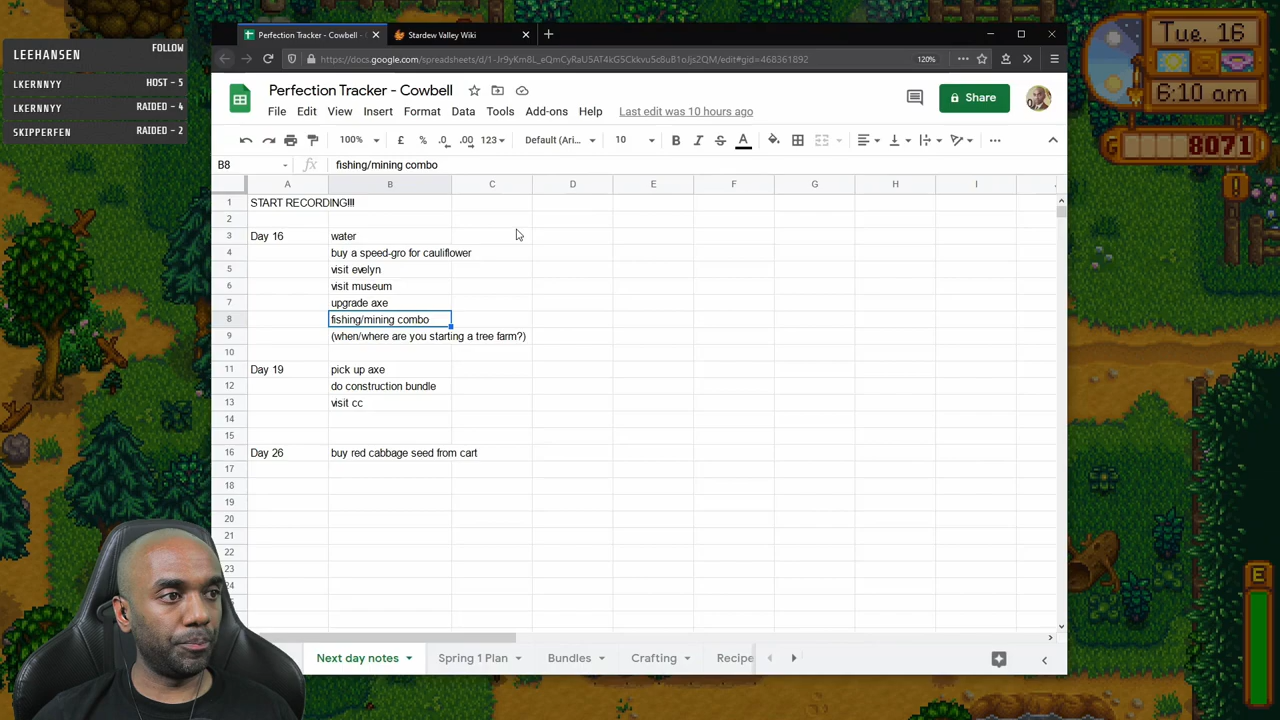 LEEHANSEN
FOLLOW
LKERNYY
HOST - 5
LKERNNYY
RAIDED - 4
SKIPPERFEN
RAIDED - 2
Perfection Tracker - Cowbell -
Stardew Valley Wiki
120%
Perfection Tracker - Cowbell
File Edit View Insert Format Data Tools Add-ons Help Last edit was 10 hours ago
Share
100% £ % .0 .00 123 Default (Ari... 10 B I S A
B8 fx fishing/mining combo
A B C D E F G H I
1 START RECORDING!!!
2
3 Day 16 water
4 buy a speed-gro for cauliflower
5 visit evelyn
6 visit museum
7 upgrade axe
8 fishing/mining combo
9 (when/where are you starting a tree farm?)
10
11 Day 19 pick up axe
12 do construction bundle
13 visit cc
14
15
16 Day 26 buy red cabbage seed from cart
17
18
19
20
21
22
23
24
Next day notes Spring 1 Plan Bundles Crafting Recipe
Tue. 16
6:10 am
G 8071
E